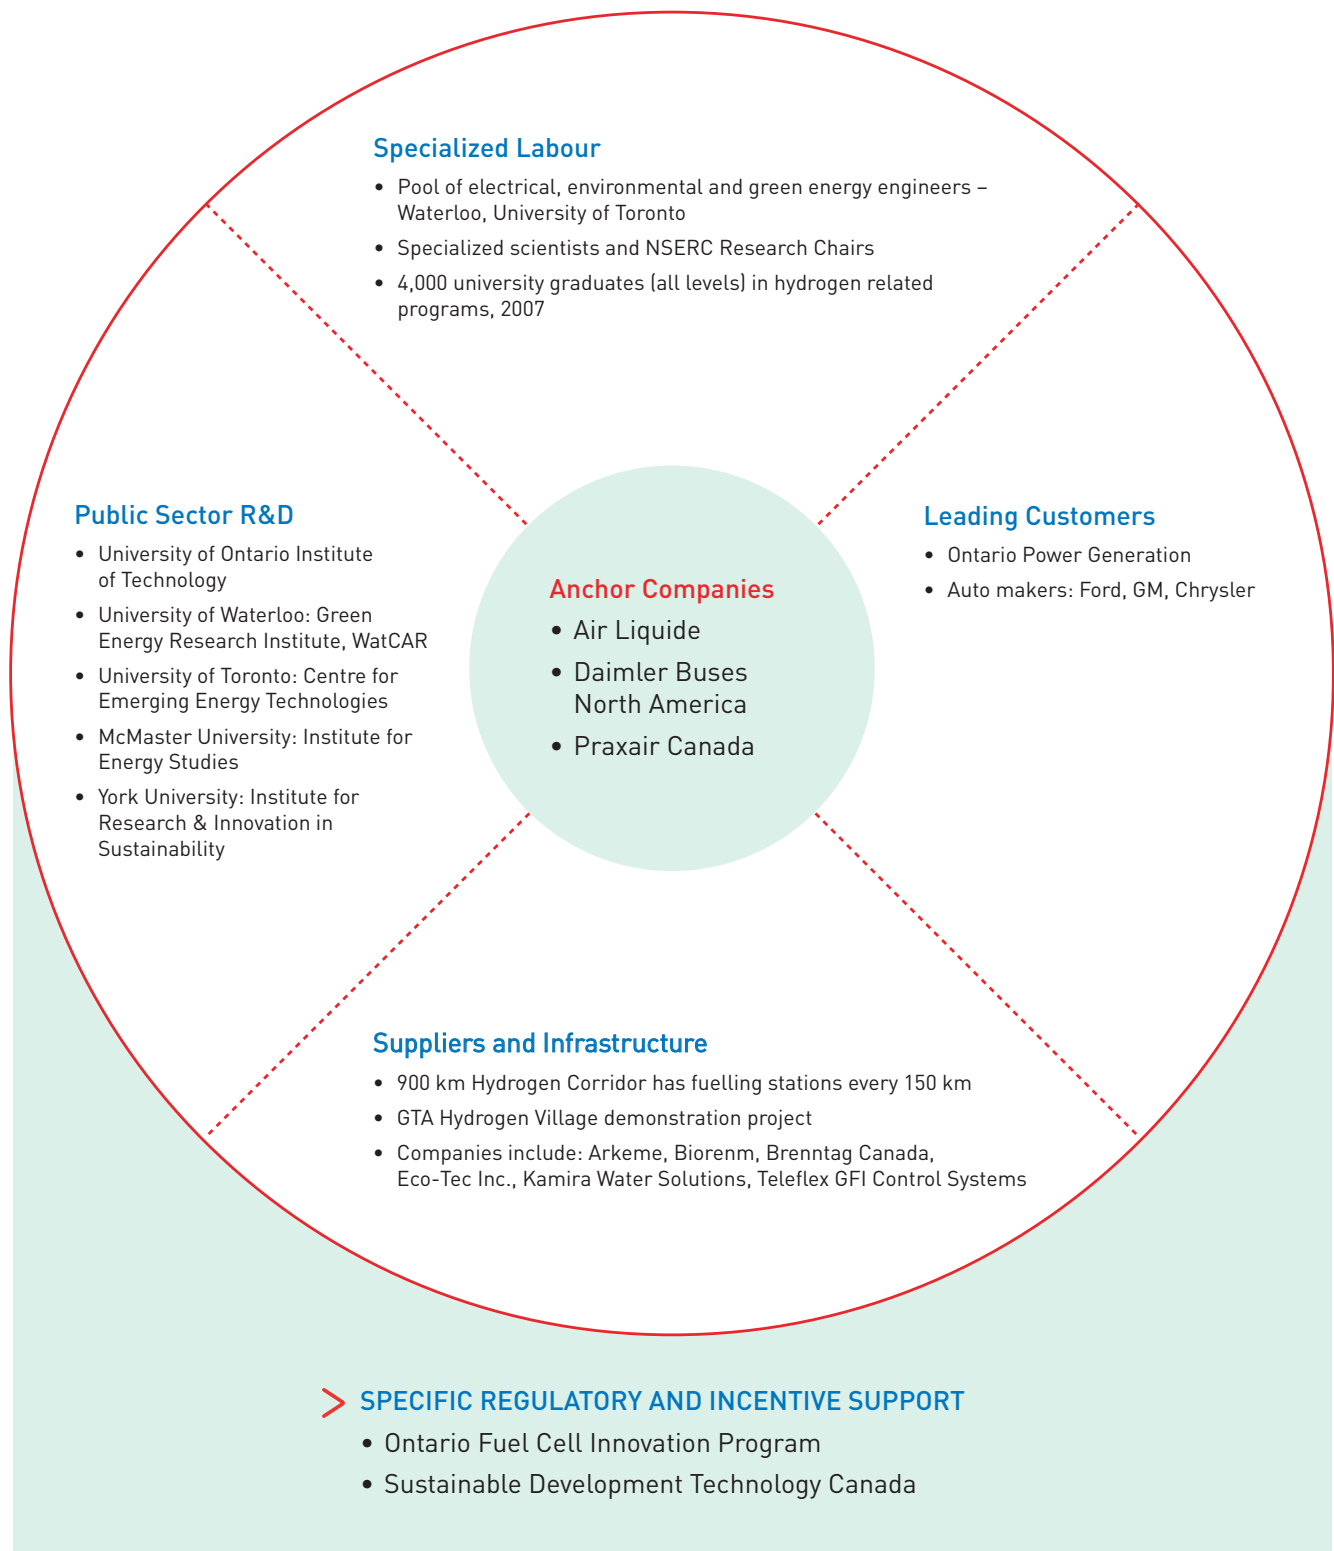 Specialized Labour
• Pool of electrical, environmental and green energy engineers –
Waterloo, University of Toronto
• Specialized scientists and NSERC Research Chairs
• 4,000 university graduates (all levels) in hydrogen related
programs, 2007
Public Sector R&D
• University of Ontario Institute
of Technology
• University of Waterloo: Green
Energy Research Institute, WatCAR
• University of Toronto: Centre for
Emerging Energy Technologies
• McMaster University: Institute for
Energy Studies
• York University: Institute for
Research & Innovation in
Sustainability
Anchor Companies
• Air Liquide
• Daimler Buses
North America
• Praxair Canada
Leading Customers
• Ontario Power Generation
• Auto makers: Ford, GM, Chrysler
Suppliers and Infrastructure
• 900 km Hydrogen Corridor has fuelling stations every 150 km
• GTA Hydrogen Village demonstration project
• Companies include: Arkeme, Biorenm, Brenntag Canada,
Eco-Tec Inc., Kamira Water Solutions, Teleflex GFI Control Systems
> SPECIFIC REGULATORY AND INCENTIVE SUPPORT
• Ontario Fuel Cell Innovation Program
• Sustainable Development Technology Canada